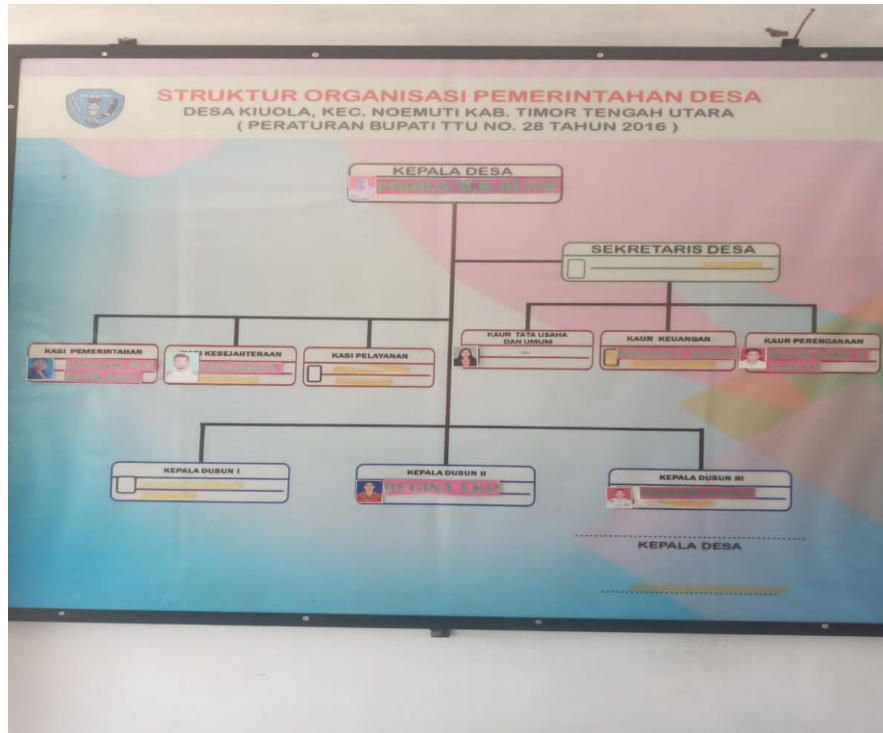 STRUKTUR ORGANISASI PEMERINTAHAN DESA
DESA KIUOLA, KEC. NOEMUTI KAB. TIMOR TENGAH UTARA
( PERATURAN BUPATI TTU NO. 28 TAHUN 2016 )
KEPALA DESA
SEKRETARIS DESA
KASI PEMERINTAHAN
KESEJAHTERAAN
KASI PELAYANAN
KAUR TATA USAHA
DAN UMUM
KAUR KEUANGAN
KAUR PERENCANAAN
KEPALA DUSUN I
KEPALA DUSUN II
REGINA EKO
KEPALA DUSUN III
KEPALA DESA